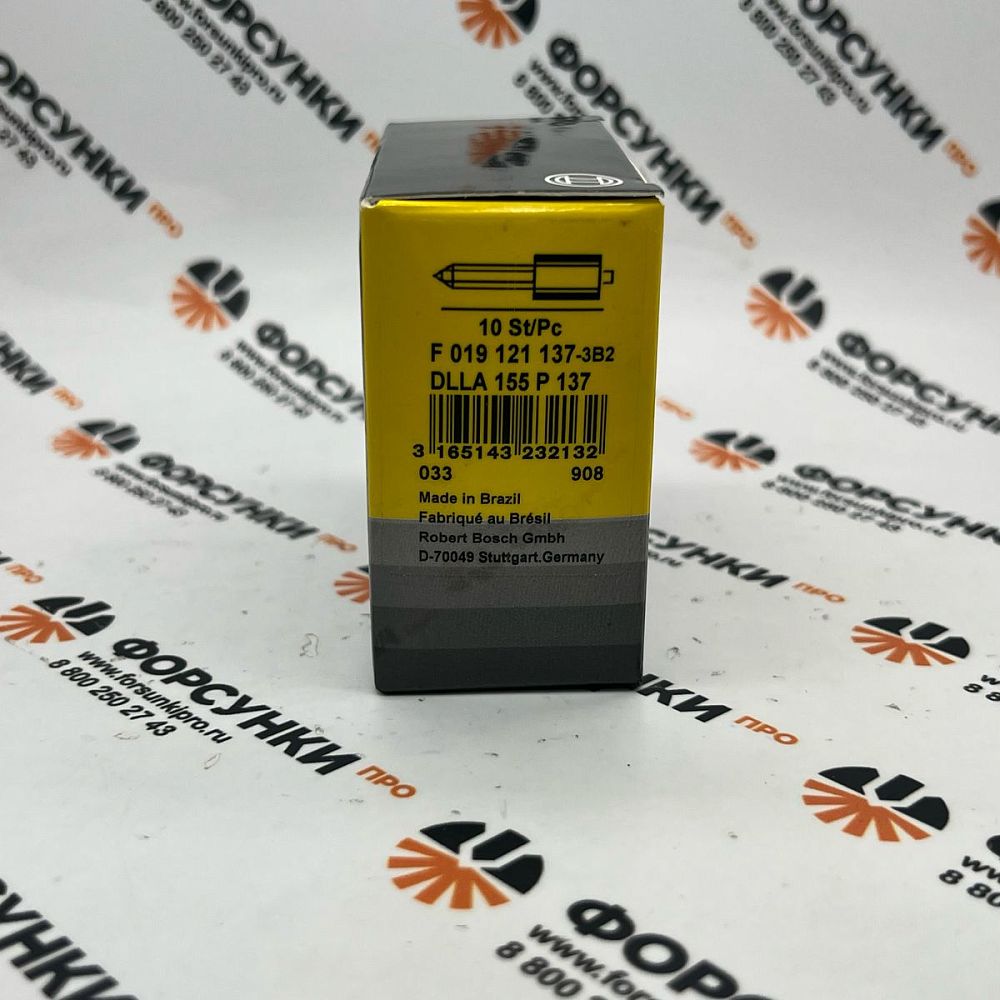 10 St/Pc
F 019 121 137-3B2
DLLA 155 P 137
3 165143 232132
033 908
Made in Brazil
Fabriqué au Brésil
Robert Bosch Gmbh
D-70049 Stuttgart.Germany
ФОРСУНКИ ПРО
www.forsunkipro.ru
8 800 250 27 43